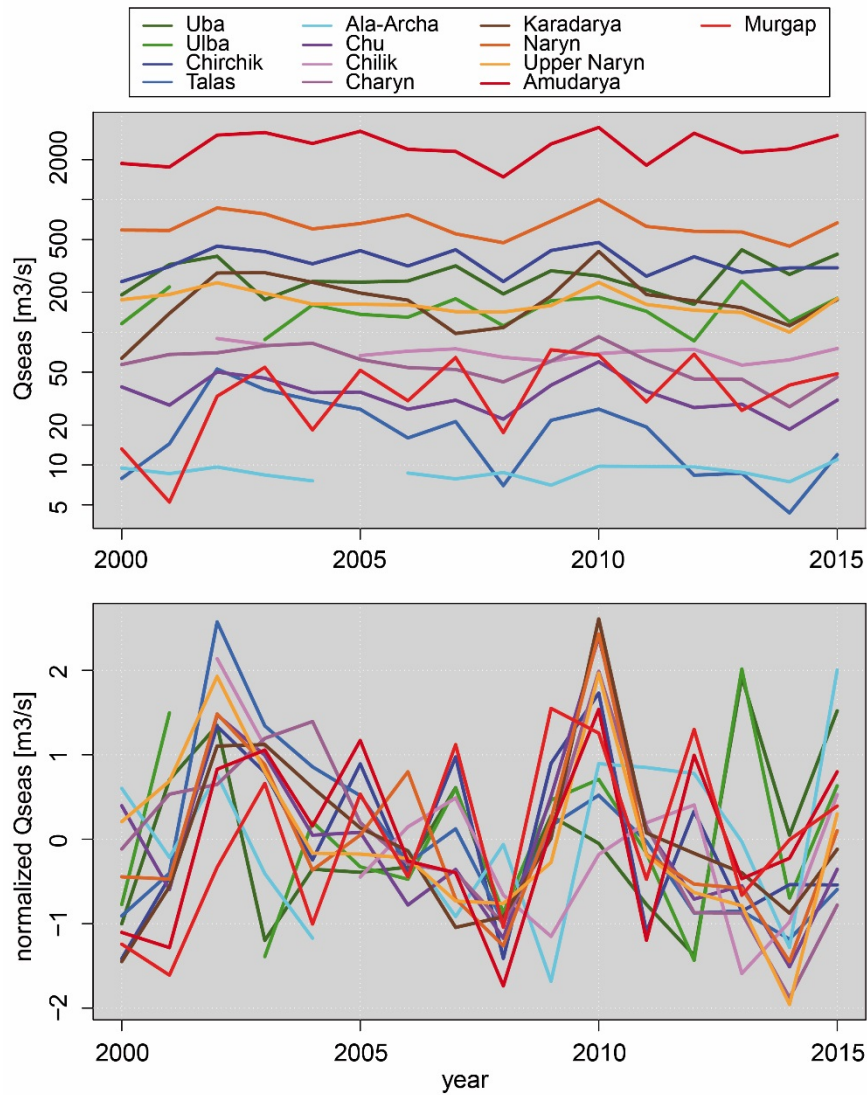 Uba Ala-Archa Karadarya Murgap
Ulba Chu Naryn
Chirchik Chilik Upper Naryn
Talas Charyn Amudarya
Qseas [m3/s]
2000
500
200
50
20
10
5
2000 2005 2010 2015
normalized Qseas [m3/s]
2
1
0
−1
−2
2000 2005 2010 2015
year